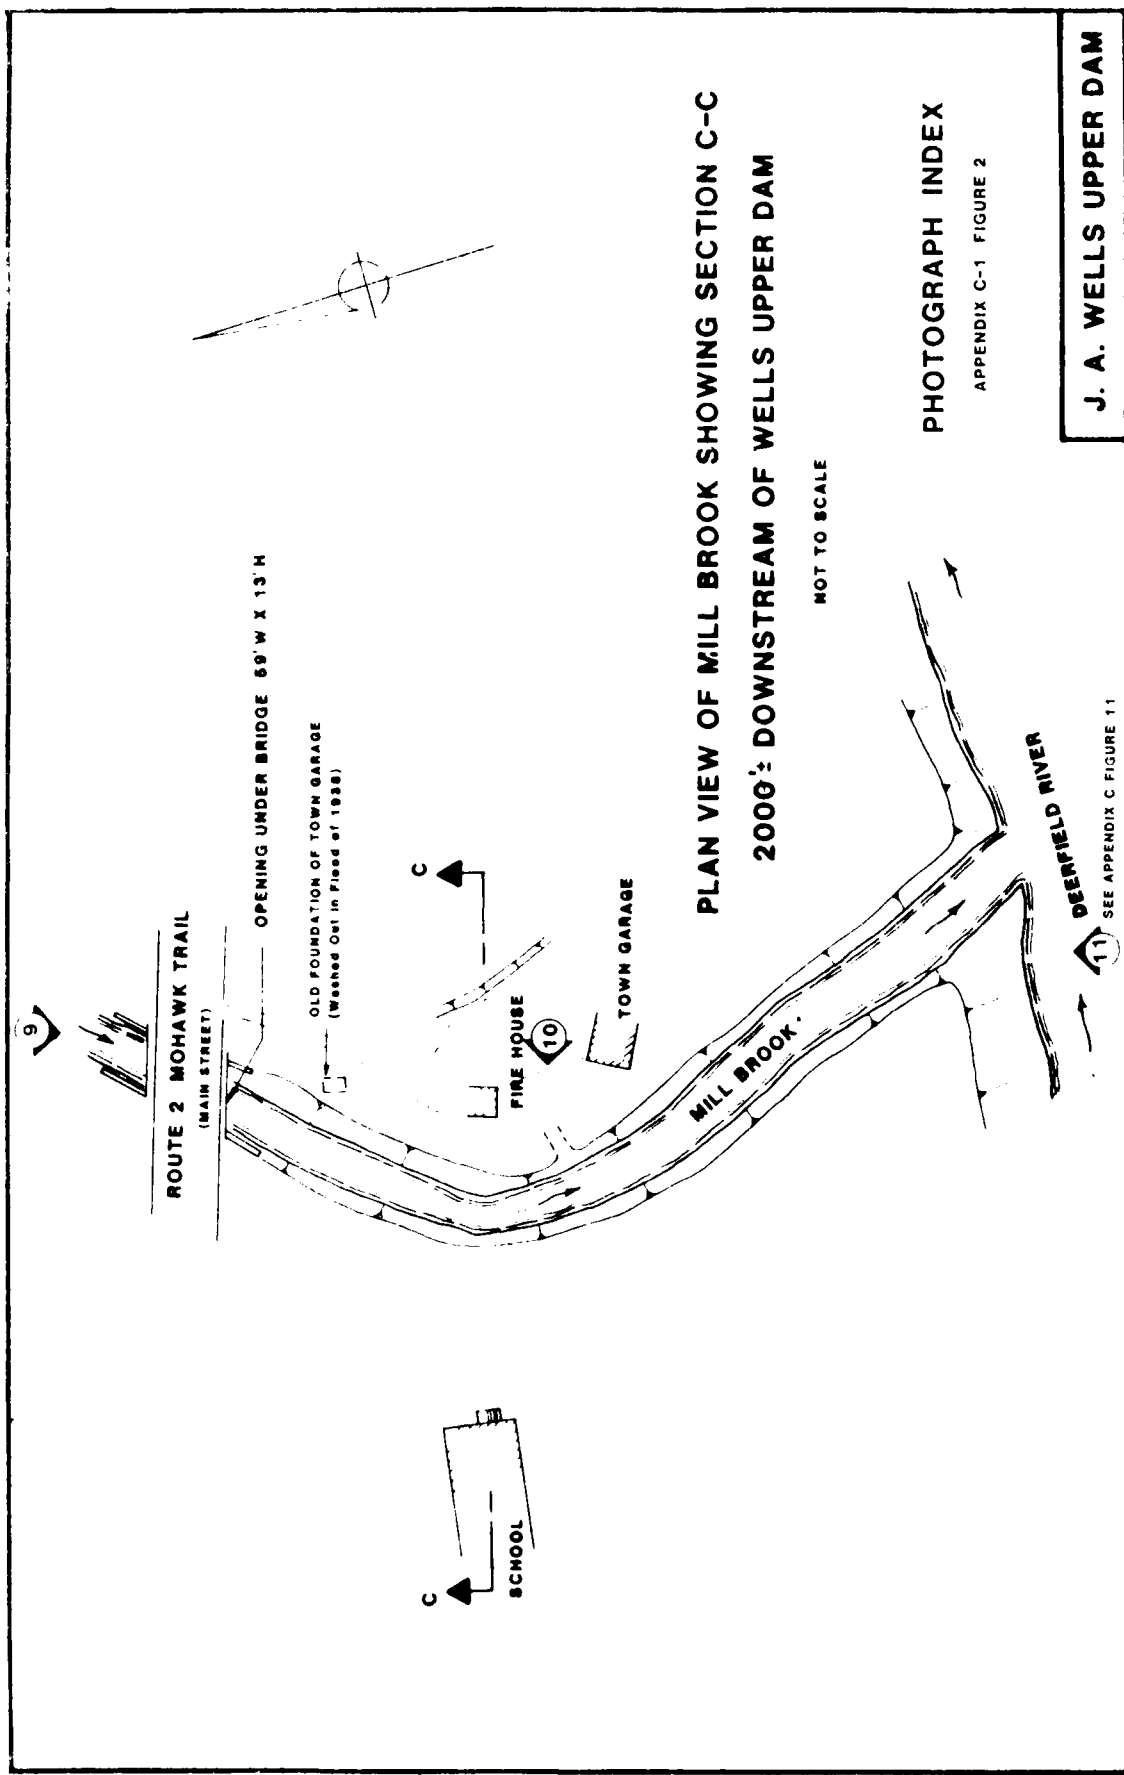 9
ROUTE 2 MOHAWK TRAIL
(MAIN STREET)
OPENING UNDER BRIDGE 59'W X 13'H
OLD FOUNDATION OF TOWN GARAGE
(Washed Out in Flood of 1938)
C
C
SCHOOL
FIRE HOUSE
10
TOWN GARAGE
MILL BROOK
DEERFIELD RIVER
11
SEE APPENDIX C FIGURE 11
PLAN VIEW OF MILL BROOK SHOWING SECTION C-C
2000'± DOWNSTREAM OF WELLS UPPER DAM
NOT TO SCALE
PHOTOGRAPH INDEX
APPENDIX C-1 FIGURE 2
J. A. WELLS UPPER DAM